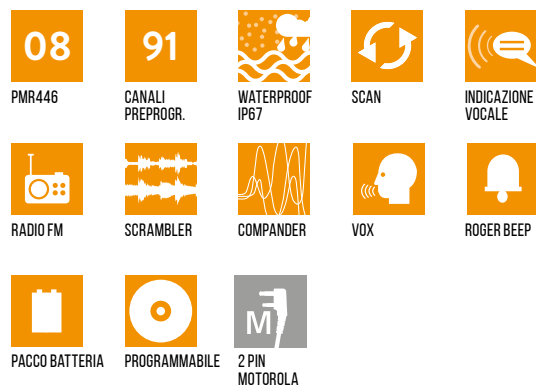 08
91
PMR446
CANALI
PREPROGR.
WATERPROOF
IP67
SCAN
INDICAZIONE
VOCALE
RADIO FM
SCRAMBLER
COMPANDER
VOX
ROGER BEEP
M
PACCO BATTERIA
PROGRAMMABILE
2 PIN
MOTOROLA